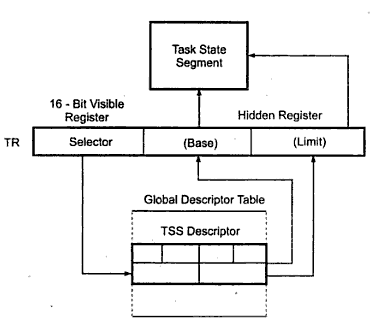 Task State
Segment
16 - Bit Visible
Register
Hidden Register
TR
Selector
(Base)
(Limit)
Global Descriptor Table
TSS Descriptor